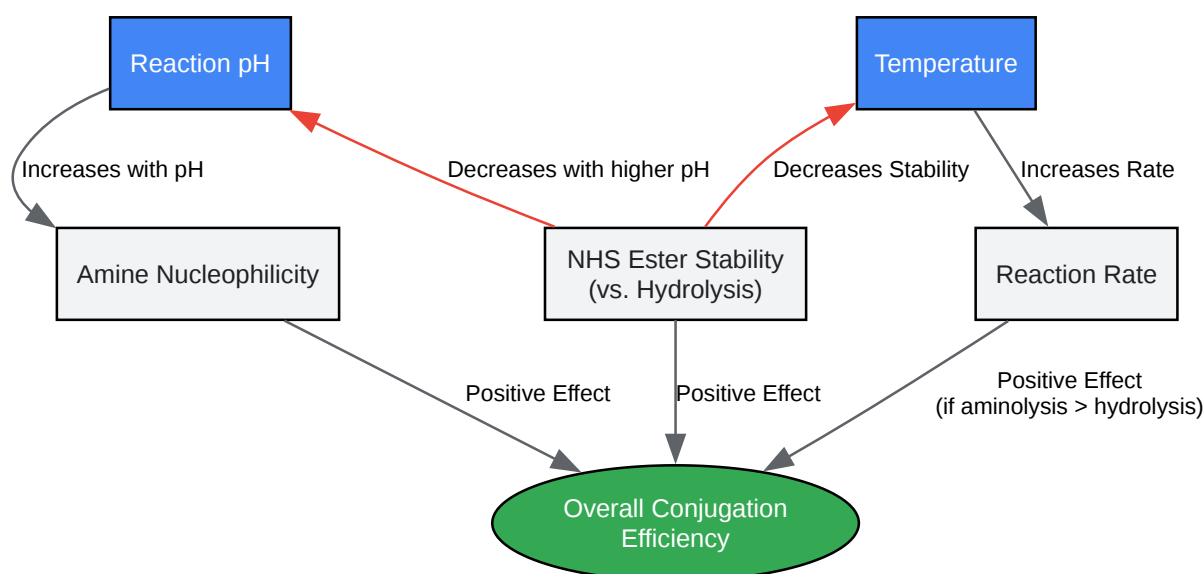 Reaction pH
Temperature
Increases with pH
Decreases with higher pH
Decreases Stability
Increases Rate
Amine Nucleophilicity
NHS Ester Stability
(vs. Hydrolysis)
Reaction Rate
Positive Effect
Positive Effect
Positive Effect
(if aminolysis > hydrolysis)
Overall Conjugation
Efficiency